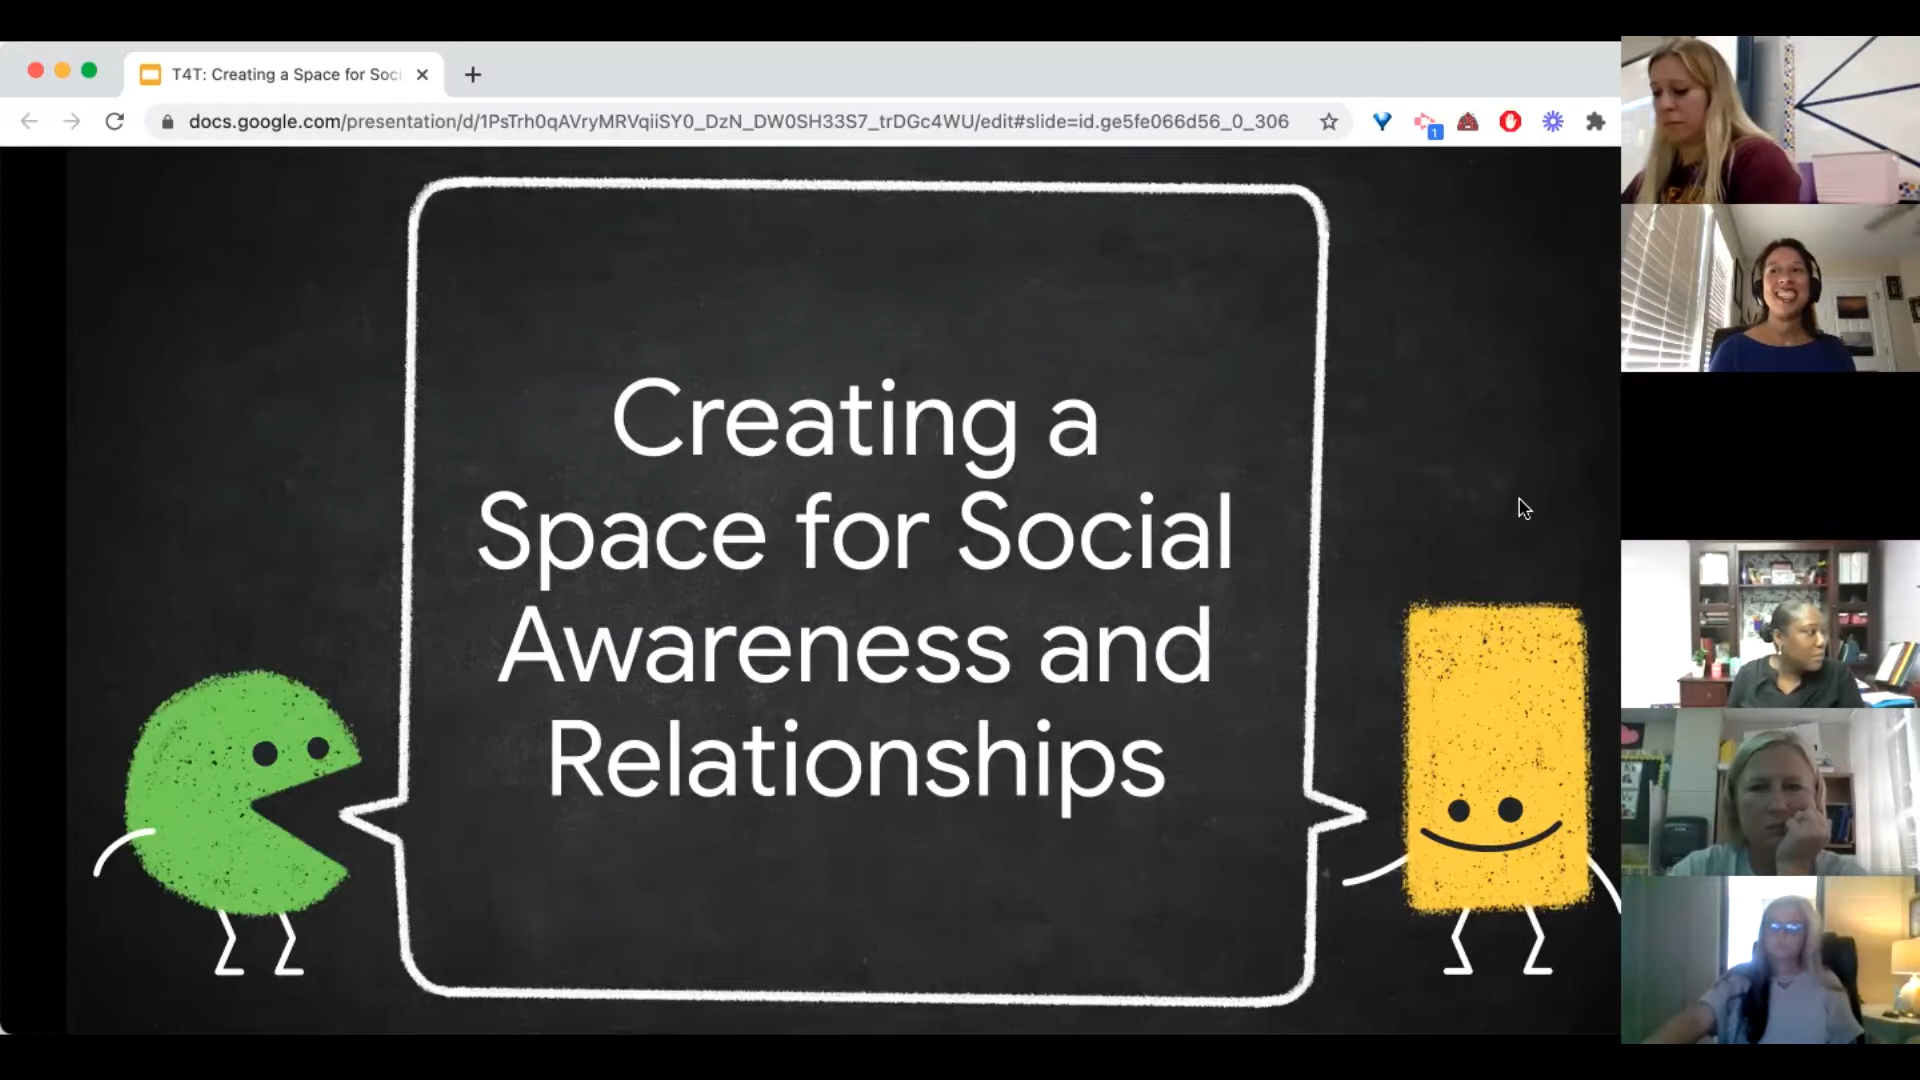 T4T: Creating a Space for Soci
docs.google.com/presentation/d/1PsTrh0qAVryMRVqiiSY0_DzN_DW0SH33S7_trDGc4WU/edit#slide=id.ge5fe066d56_0_306
1
Creating a
Space for Social
Awareness and
Relationships